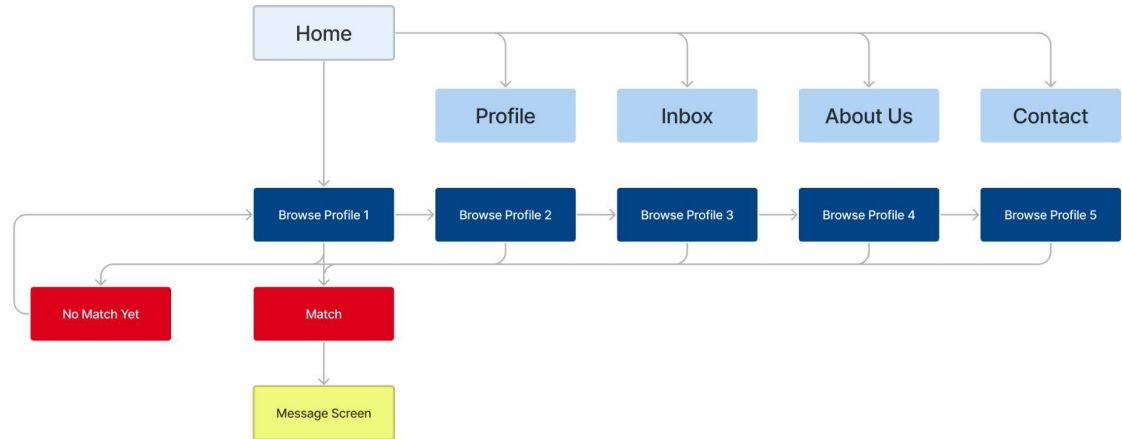 Home
Profile
Inbox
About Us
Contact
Browse Profile 1
Browse Profile 2
Browse Profile 3
Browse Profile 4
Browse Profile 5
No Match Yet
Match
Message Screen